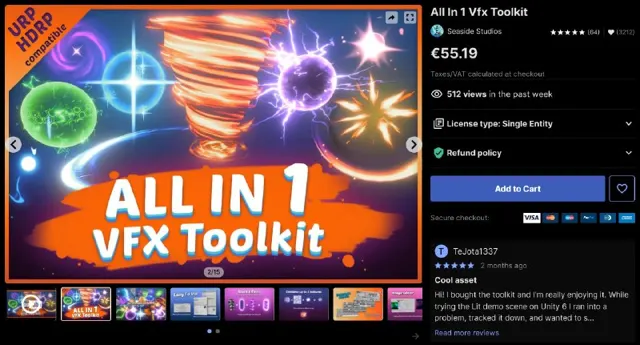 URP
HDRP
compatible
ALL IN 1
VFX Toolkit
2/15
All In 1 Vfx Toolkit
Seaside Studios
(64)
(3212)
€55.19
Taxes/VAT calculated at checkout
512 views in the past week
License type: Single Entity
Refund policy
Add to Cart
Secure checkout:
VISA
T
TeJota1337
2 months ago
Cool asset
Hi! I bought the toolkit and I'm really enjoying it. While
trying the Lit demo scene on Unity 6 I ran into a
problem, tracked it down, and wanted to s...
Read more reviews